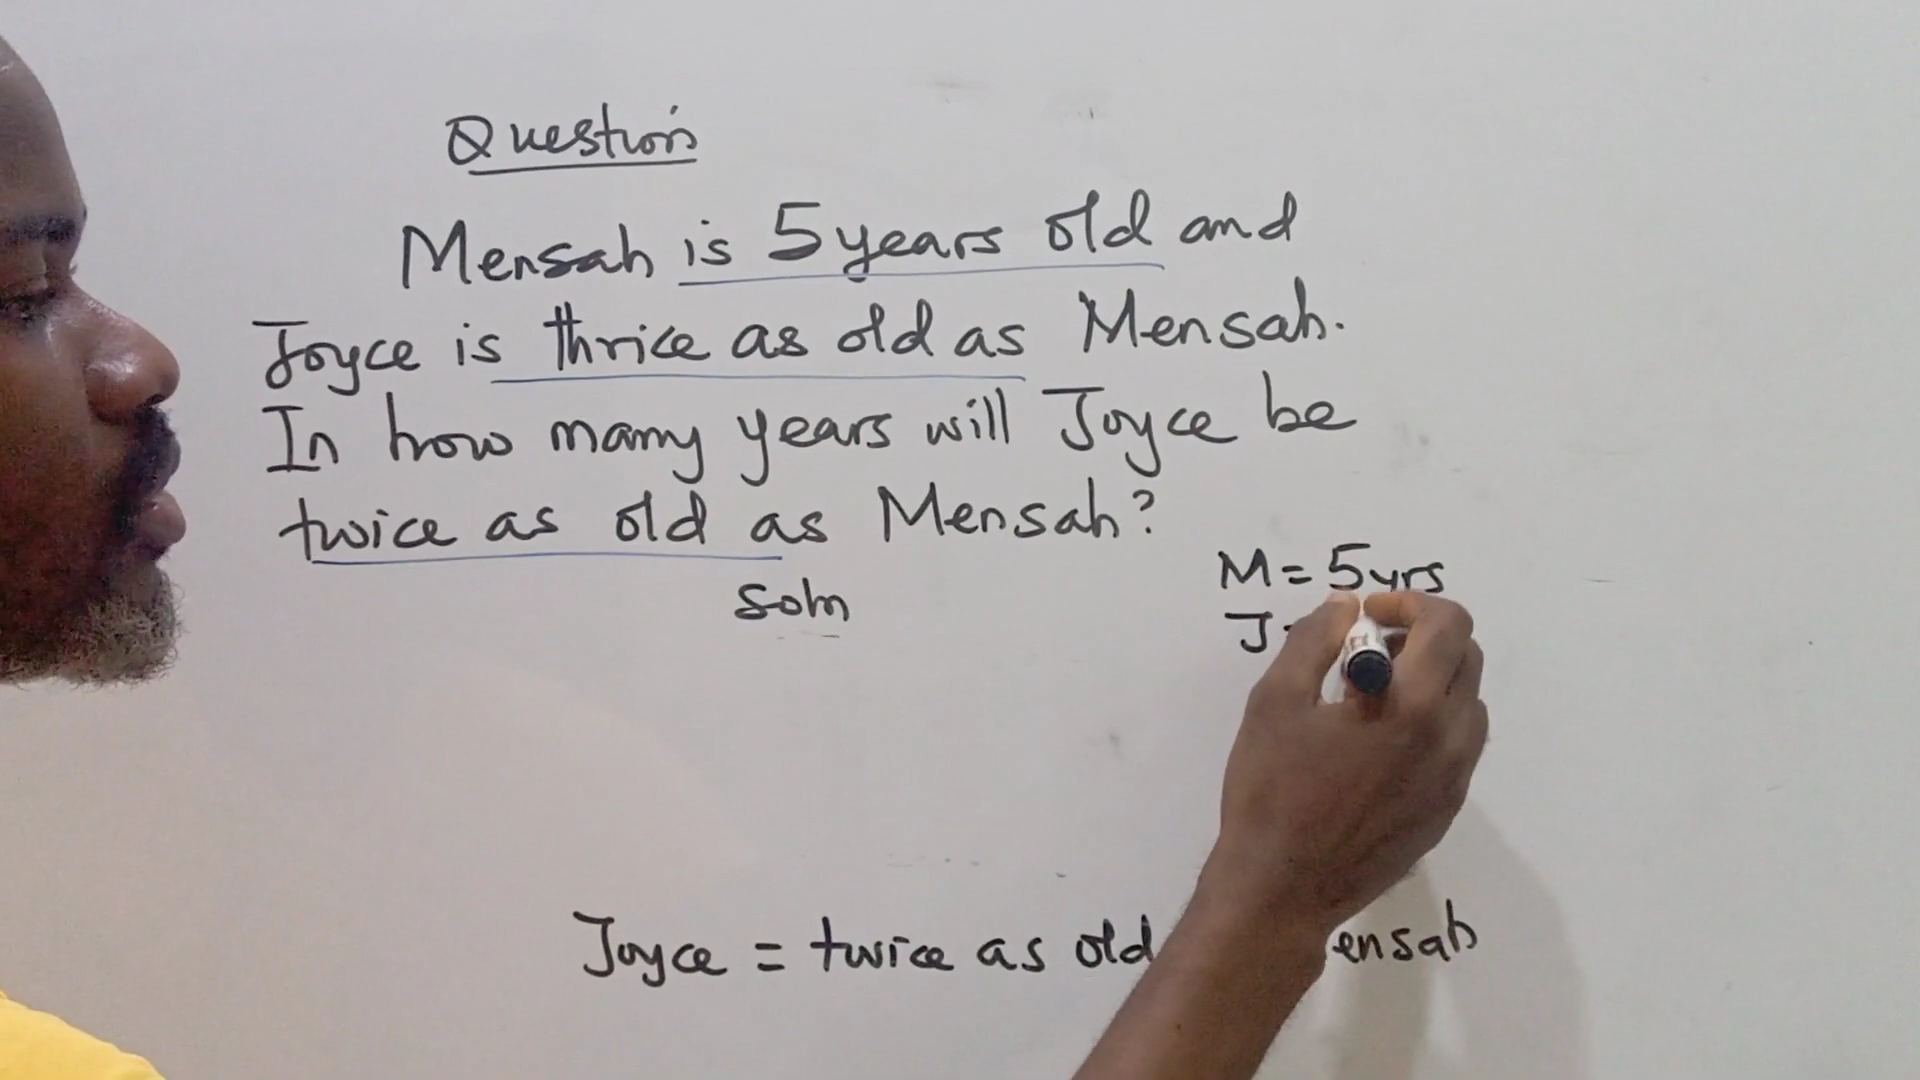 Question
Mensah is 5 years old and
Joyce is thrice as old as Mensah.
In how many years will Joyce be
twice as old as Mensah?
soln
M = 5yrs
J
Joyce = twice as old ensah